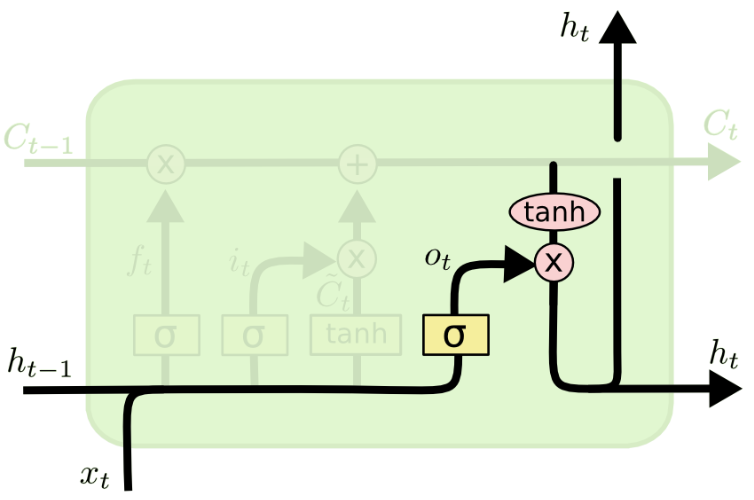 h_t
C_{t-1} C_t
× +
tanh
f_t i_t × o_t ×
C̃_t
σ σ tanh σ
h_{t-1} h_t
x_t